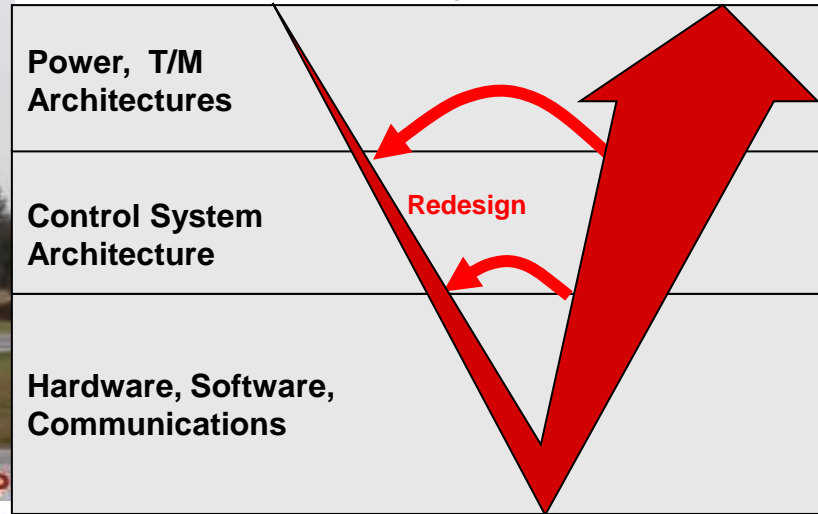 Power, T/M
Architectures
Redesign
Control System
Architecture
Hardware, Software,
Communications